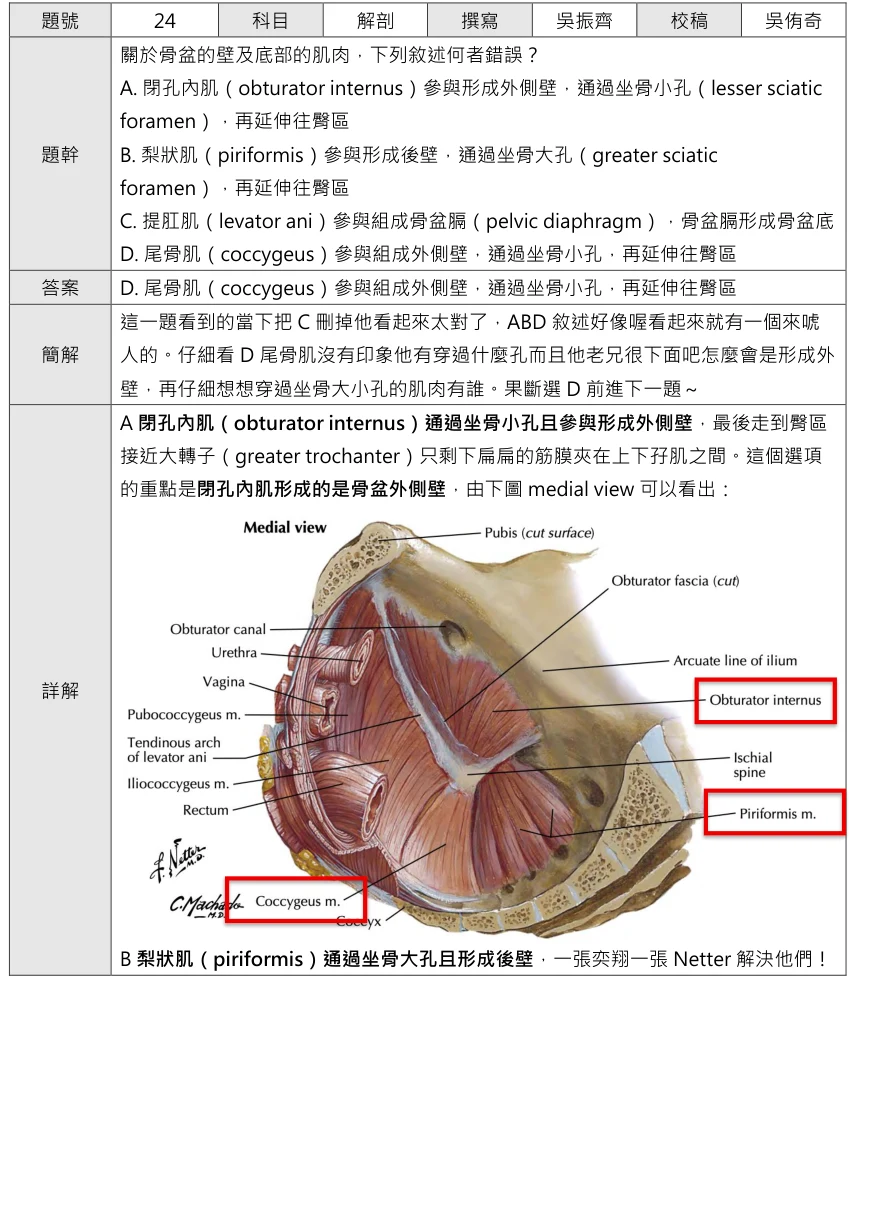 題號 24 科目 解剖 撰寫 吳振齊 校稿 吳侑奇
題幹
關於骨盆的壁及底部的肌肉，下列敘述何者錯誤？
A. 閉孔內肌（obturator internus）參與形成外側壁，通過坐骨小孔（lesser sciatic
foramen），再延伸往臀區
B. 梨狀肌（piriformis）參與形成後壁，通過坐骨大孔（greater sciatic
foramen），再延伸往臀區
C. 提肛肌（levator ani）參與組成骨盆膈（pelvic diaphragm），骨盆膈形成骨盆底
D. 尾骨肌（coccygeus）參與組成外側壁，通過坐骨小孔，再延伸往臀區
答案
D. 尾骨肌（coccygeus）參與組成外側壁，通過坐骨小孔，再延伸往臀區
簡解
這一題看到的當下把 C 刪掉他看起來太對了，ABD 敘述好像喔看起來就有一個來唬
人的。仔細看 D 尾骨肌沒有印象他有穿過什麼孔而且他老兄很下面吧怎麼會是形成外
壁，再仔細想想穿過坐骨大小孔的肌肉有誰。果斷選 D 前進下一題～
詳解
A 閉孔內肌（obturator internus）通過坐骨小孔且參與形成外側壁，最後走到臀區
接近大轉子（greater trochanter）只剩下扁扁的筋膜夾在上下孖肌之間。這個選項
的重點是閉孔內肌形成的是骨盆外側壁，由下圖 medial view 可以看出：
Medial view
Pubis (cut surface)
Obturator fascia (cut)
Obturator canal
Urethra
Arcuate line of ilium
Vagina
Obturator internus
Pubococcygeus m.
Tendinous arch
of levator ani
Ischial
spine
Iliococcygeus m.
Rectum
Piriformis m.
F. Netter
M.D.
C.Machado
M.D.
Coccygeus m.
Coccyx
B 梨狀肌（piriformis）通過坐骨大孔且形成後壁，一張奕翔一張 Netter 解決他們！